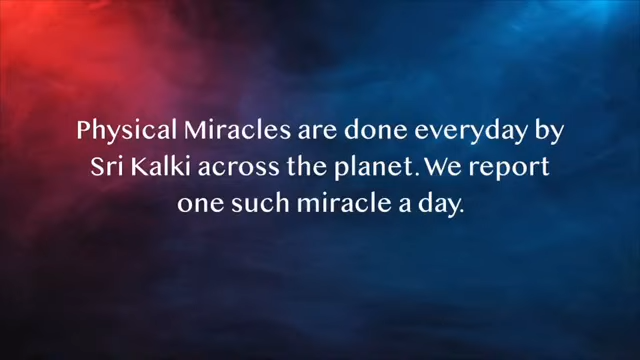 Physical Miracles are done everyday by
Sri Kalki across the planet. We report
one such miracle a day.